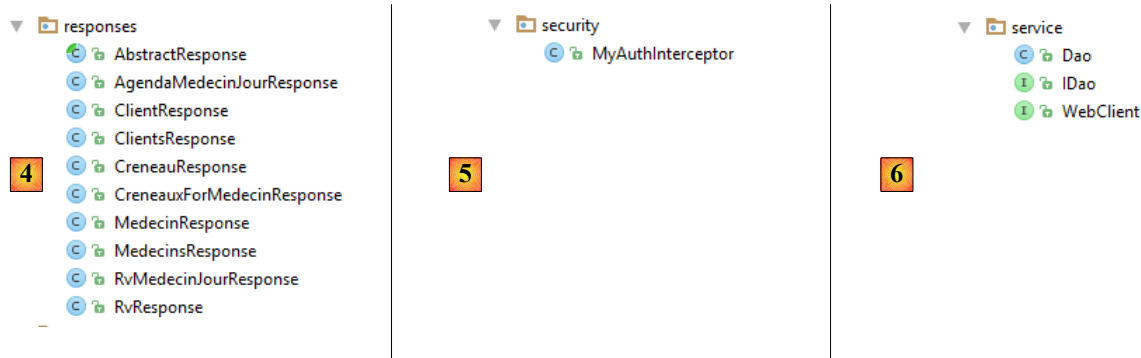 responses
AbstractResponse
AgendaMedecinJourResponse
ClientResponse
ClientsResponse
CreneauResponse
CreneauxForMedecinResponse
MedecinResponse
MedecinsResponse
RvMedecinJourResponse
RvResponse
4
security
MyAuthInterceptor
5
service
Dao
IDao
WebClient
6